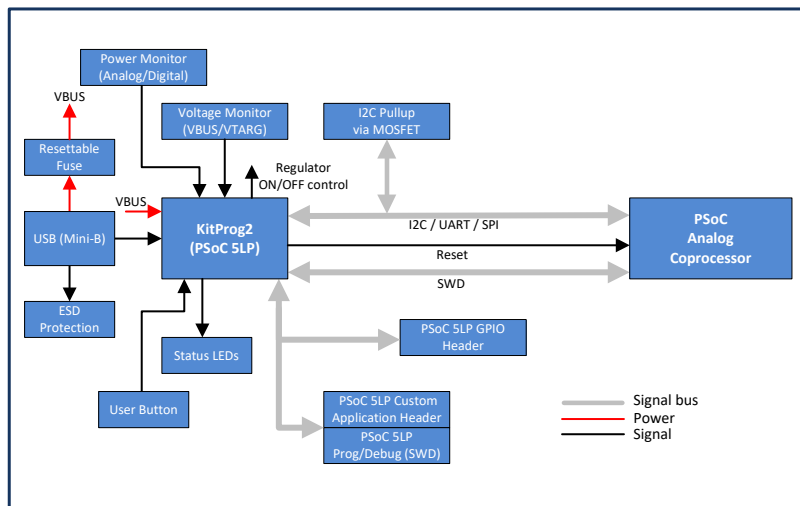 Power Monitor
(Analog/Digital)
VBUS
Voltage Monitor
(VBUS/VTARG)
I2C Pullup
via MOSFET
Resettable
Fuse
Regulator
ON/OFF control
VBUS
USB (Mini-B)
KitProg2
(PSoC 5LP)
I2C / UART / SPI
PSoC
Analog
Coprocessor
Reset
SWD
ESD
Protection
Status LEDs
PSoC 5LP GPIO
Header
User Button
PSoC 5LP Custom
Application Header
PSoC 5LP
Prog/Debug (SWD)
Signal bus
Power
Signal